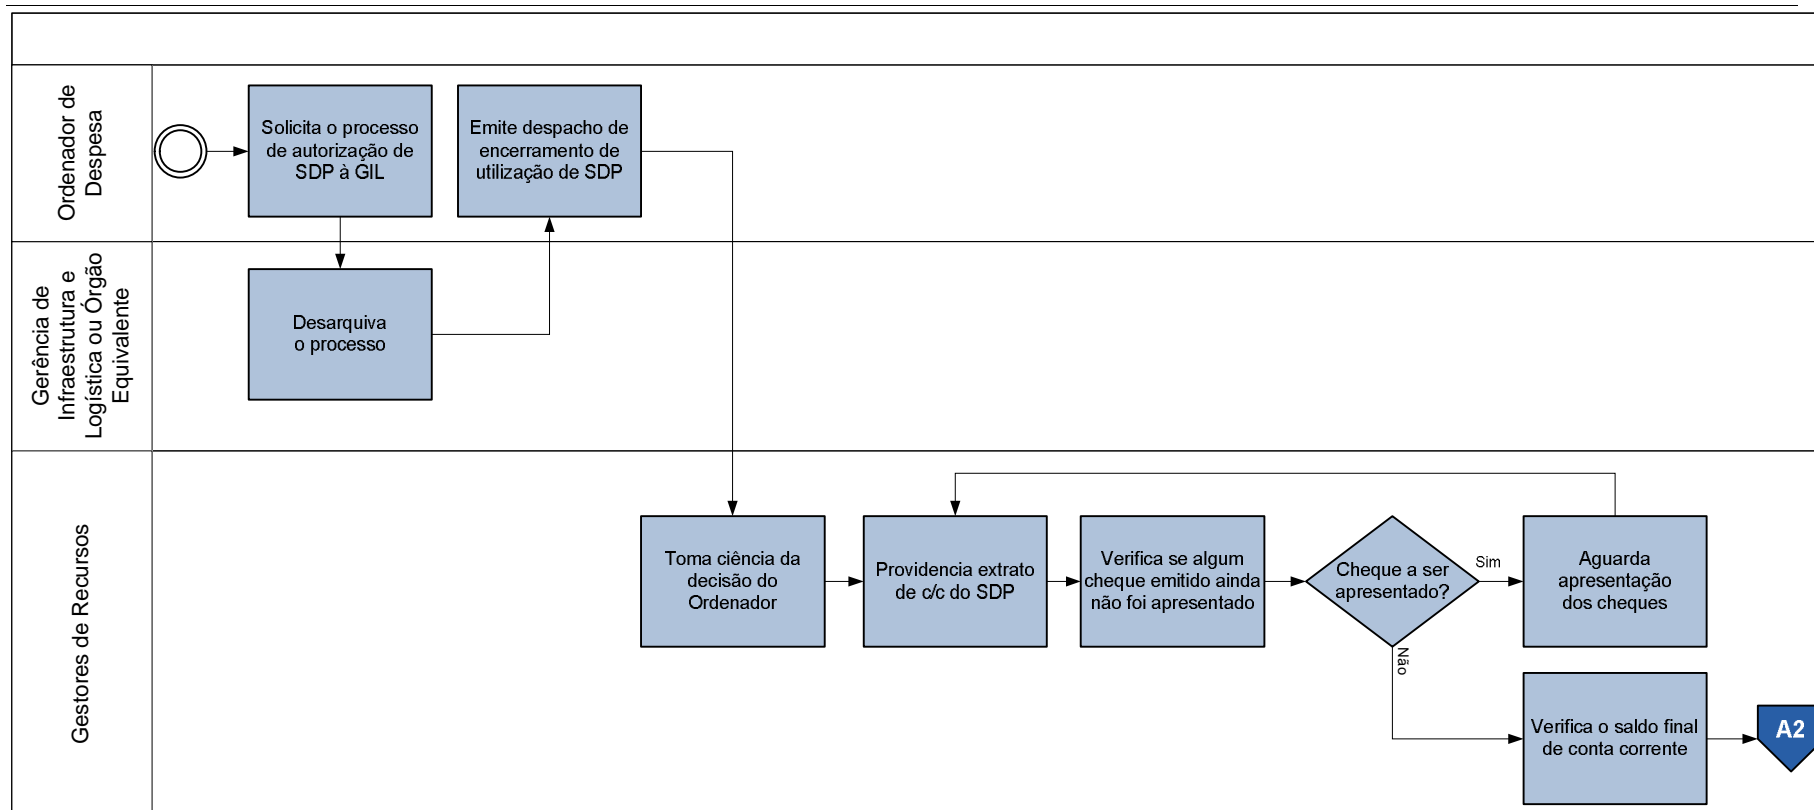 Ordenador de
Despesa
Solicita o processo
de autorização de
SDP à GIL
Emite despacho de
encerramento de
utilização de SDP
Gerência de
Infraestrutura e
Logística ou Órgão
Equivalente
Desarquiva
o processo
Gestores de Recursos
Toma ciência da
decisão do
Ordenador
Providencia extrato
de c/c do SDP
Verifica se algum
cheque emitido ainda
não foi apresentado
Cheque a ser
apresentado?
Sim
Aguarda
apresentação
dos cheques
Não
Verifica o saldo final
de conta corrente
A2